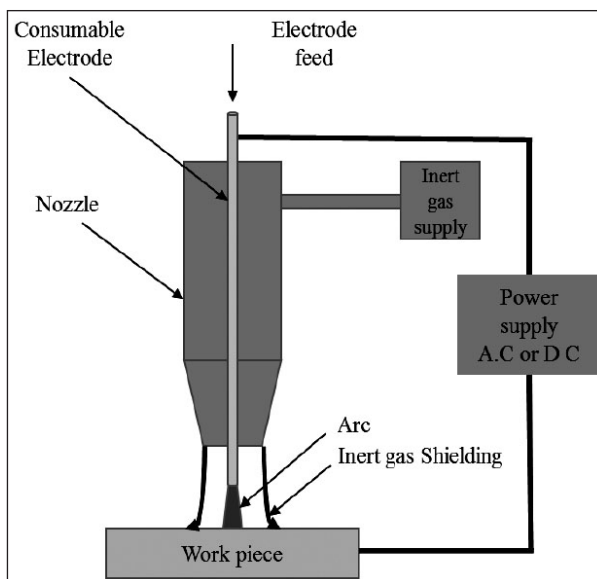 Consumable
Electrode
Electrode
feed
Nozzle
Inert
gas
supply
Power
supply
A.C or D C
Arc
Inert gas Shielding
Work piece